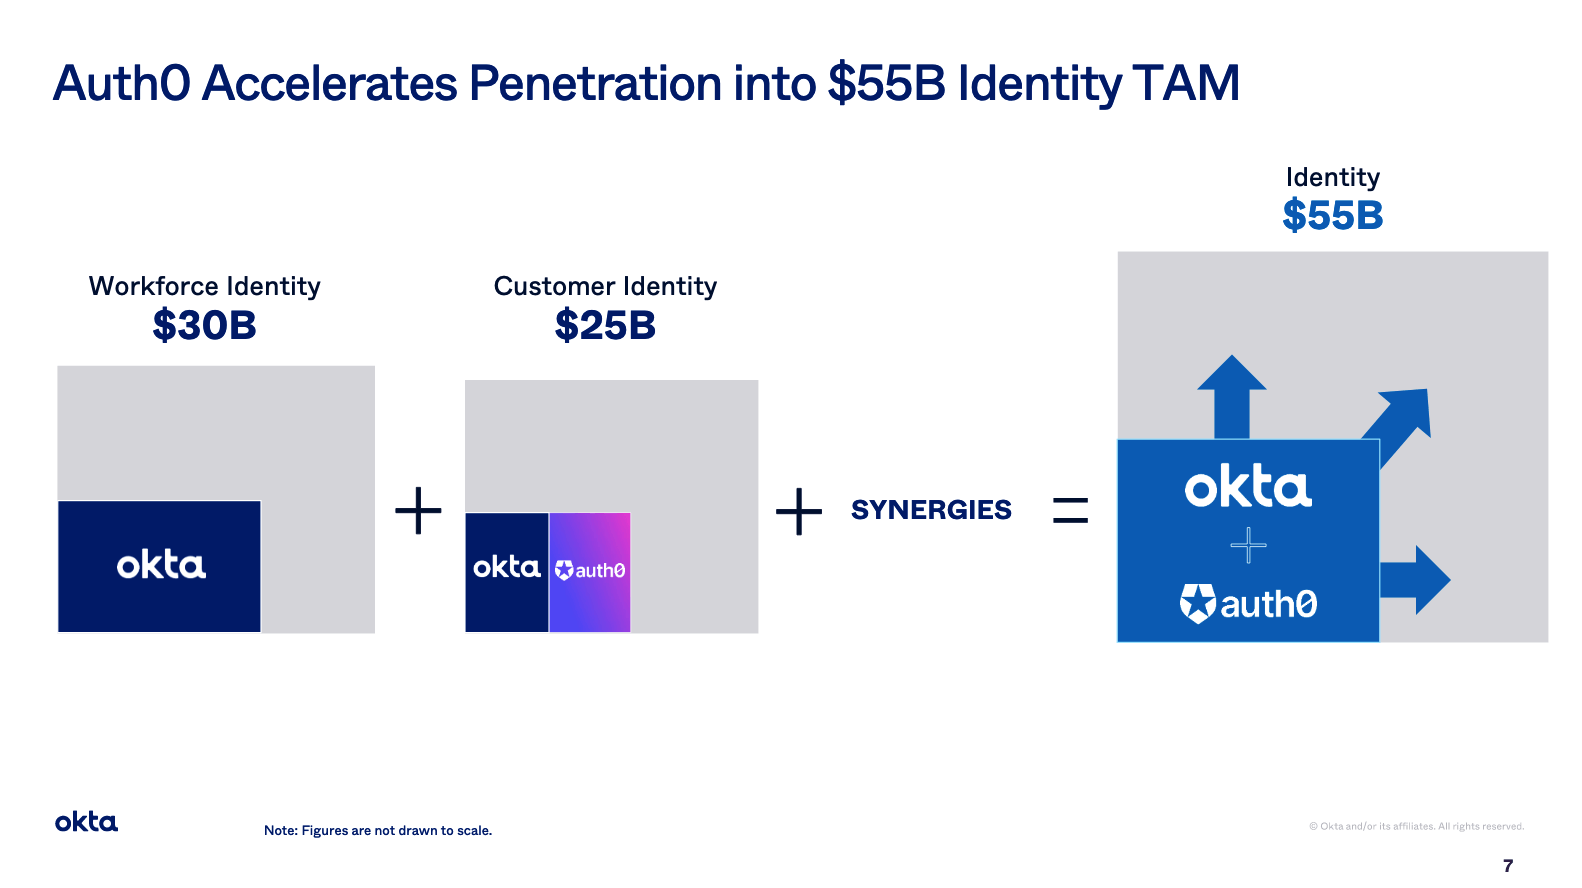 Auth0 Accelerates Penetration into $55B Identity TAM
Identity
$55B
Workforce Identity
$30B
Customer Identity
$25B
okta
+
okta
auth0
+
SYNERGIES
=
okta
+
auth0
okta
Note: Figures are not drawn to scale.
© Okta and/or its affiliates. All rights reserved.
7